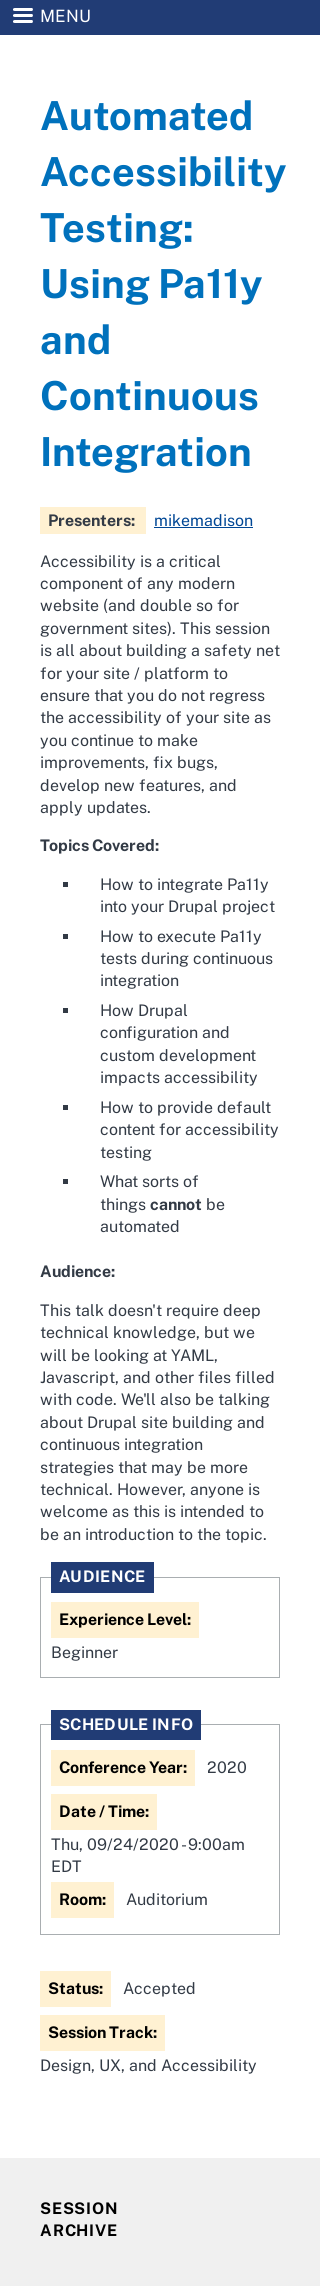 MENU
Automated
Accessibility
Testing:
Using Pa11y
and
Continuous
Integration
Presenters: mikemadison
Accessibility is a critical
component of any modern
website (and double so for
government sites). This session
is all about building a safety net
for your site / platform to
ensure that you do not regress
the accessibility of your site as
you continue to make
improvements, fix bugs,
develop new features, and
apply updates.
Topics Covered:
How to integrate Pa11y
into your Drupal project
How to execute Pa11y
tests during continuous
integration
How Drupal
configuration and
custom development
impacts accessibility
How to provide default
content for accessibility
testing
What sorts of
things cannot be
automated
Audience:
This talk doesn't require deep
technical knowledge, but we
will be looking at YAML,
Javascript, and other files filled
with code. We'll also be talking
about Drupal site building and
continuous integration
strategies that may be more
technical. However, anyone is
welcome as this is intended to
be an introduction to the topic.
AUDIENCE
Experience Level:
Beginner
SCHEDULE INFO
Conference Year: 2020
Date / Time:
Thu, 09/24/2020 - 9:00am
EDT
Room: Auditorium
Status: Accepted
Session Track:
Design, UX, and Accessibility
SESSION
ARCHIVE